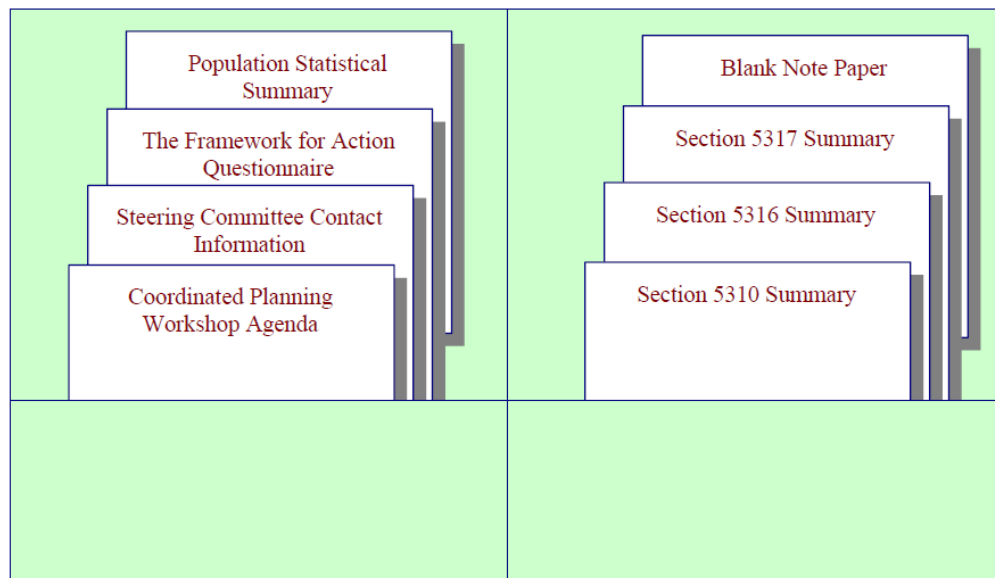 Population Statistical
Summary
The Framework for Action
Questionnaire
Steering Committee Contact
Information
Coordinated Planning
Workshop Agenda
Blank Note Paper
Section 5317 Summary
Section 5316 Summary
Section 5310 Summary